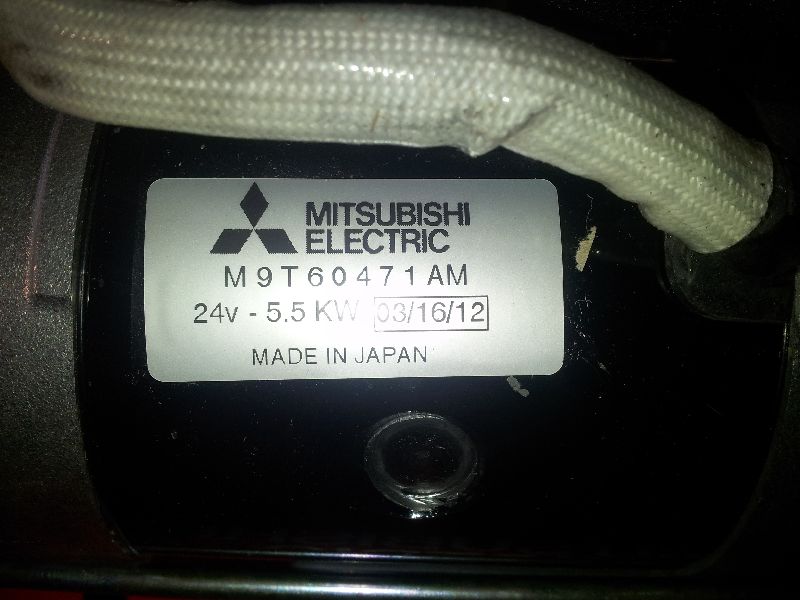 MITSUBISHI
ELECTRIC
M9T60471AM
24v - 5.5 KW 03/16/12
MADE IN JAPAN